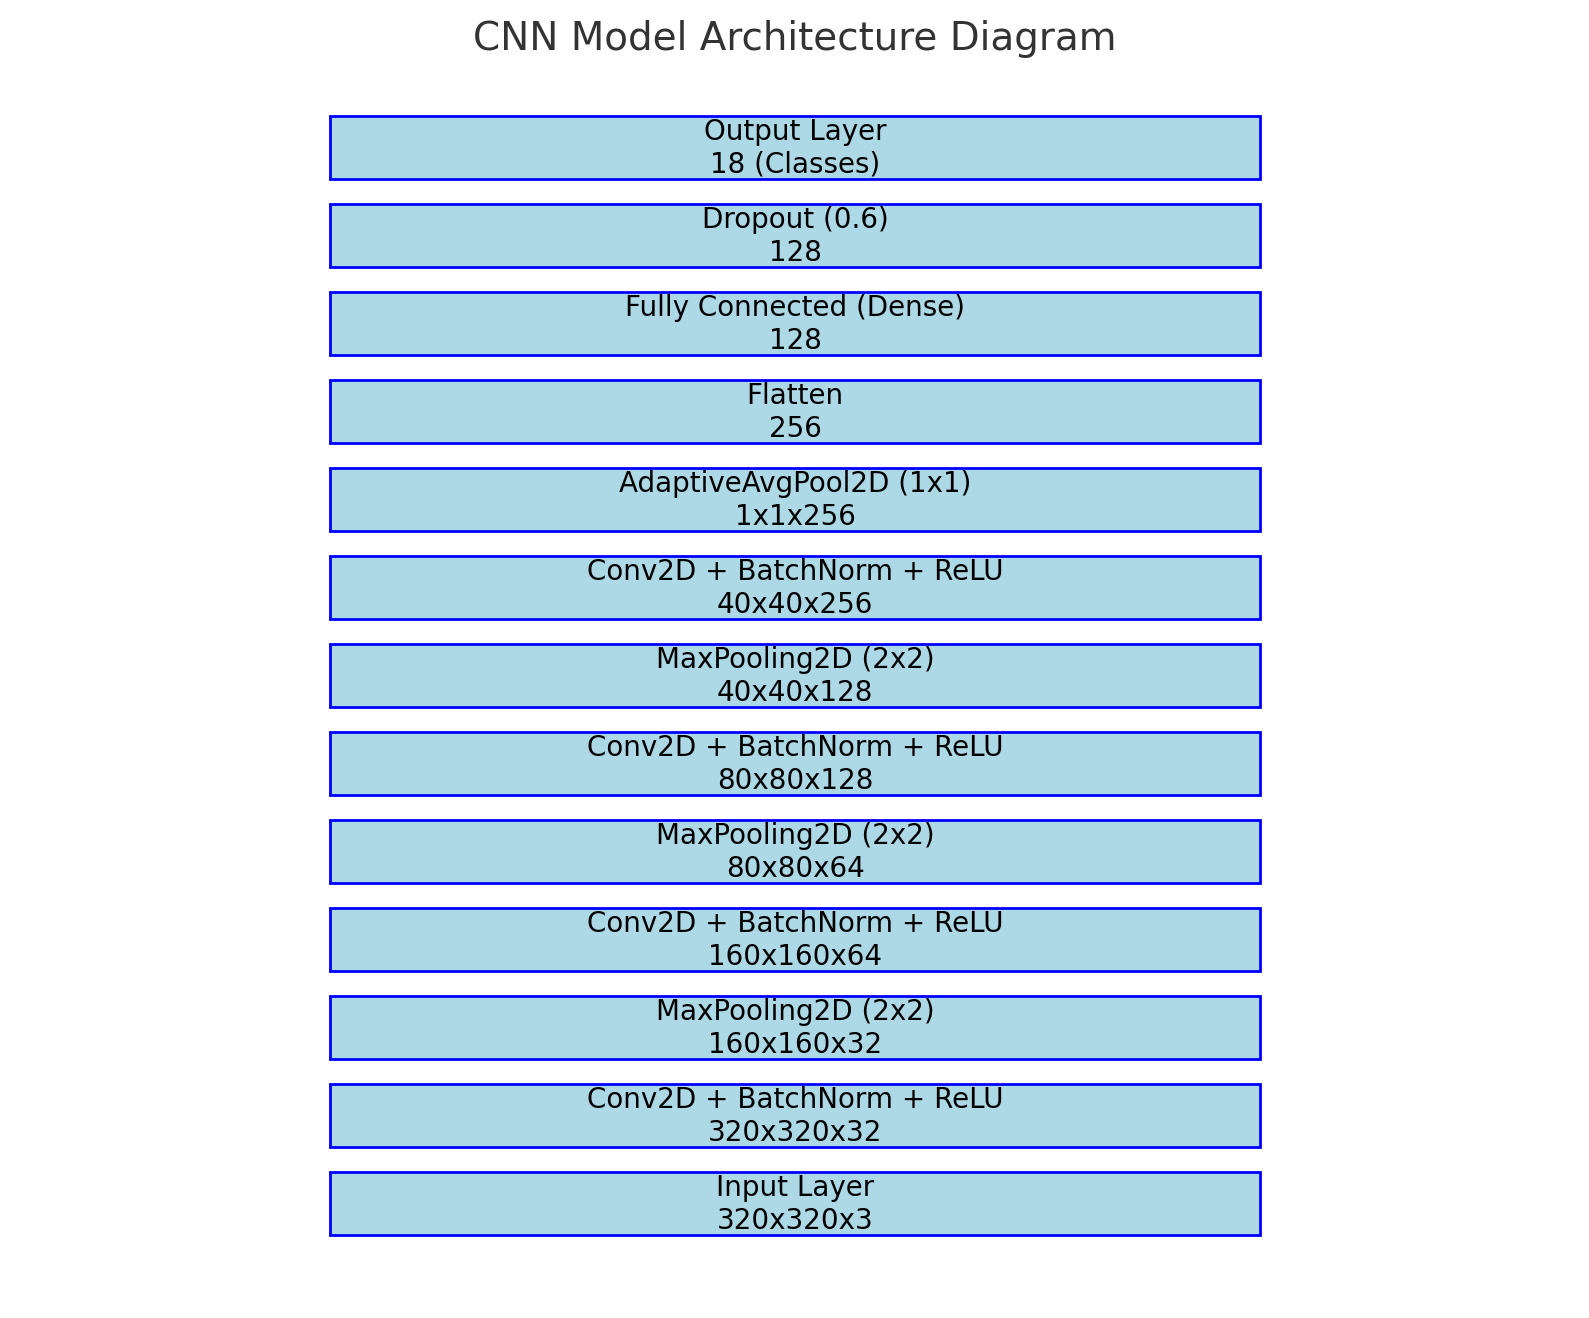 CNN Model Architecture Diagram
Output Layer
18 (Classes)
Dropout (0.6)
128
Fully Connected (Dense)
128
Flatten
256
AdaptiveAvgPool2D (1x1)
1x1x256
Conv2D + BatchNorm + ReLU
40x40x256
MaxPooling2D (2x2)
40x40x128
Conv2D + BatchNorm + ReLU
80x80x128
MaxPooling2D (2x2)
80x80x64
Conv2D + BatchNorm + ReLU
160x160x64
MaxPooling2D (2x2)
160x160x32
Conv2D + BatchNorm + ReLU
320x320x32
Input Layer
320x320x3